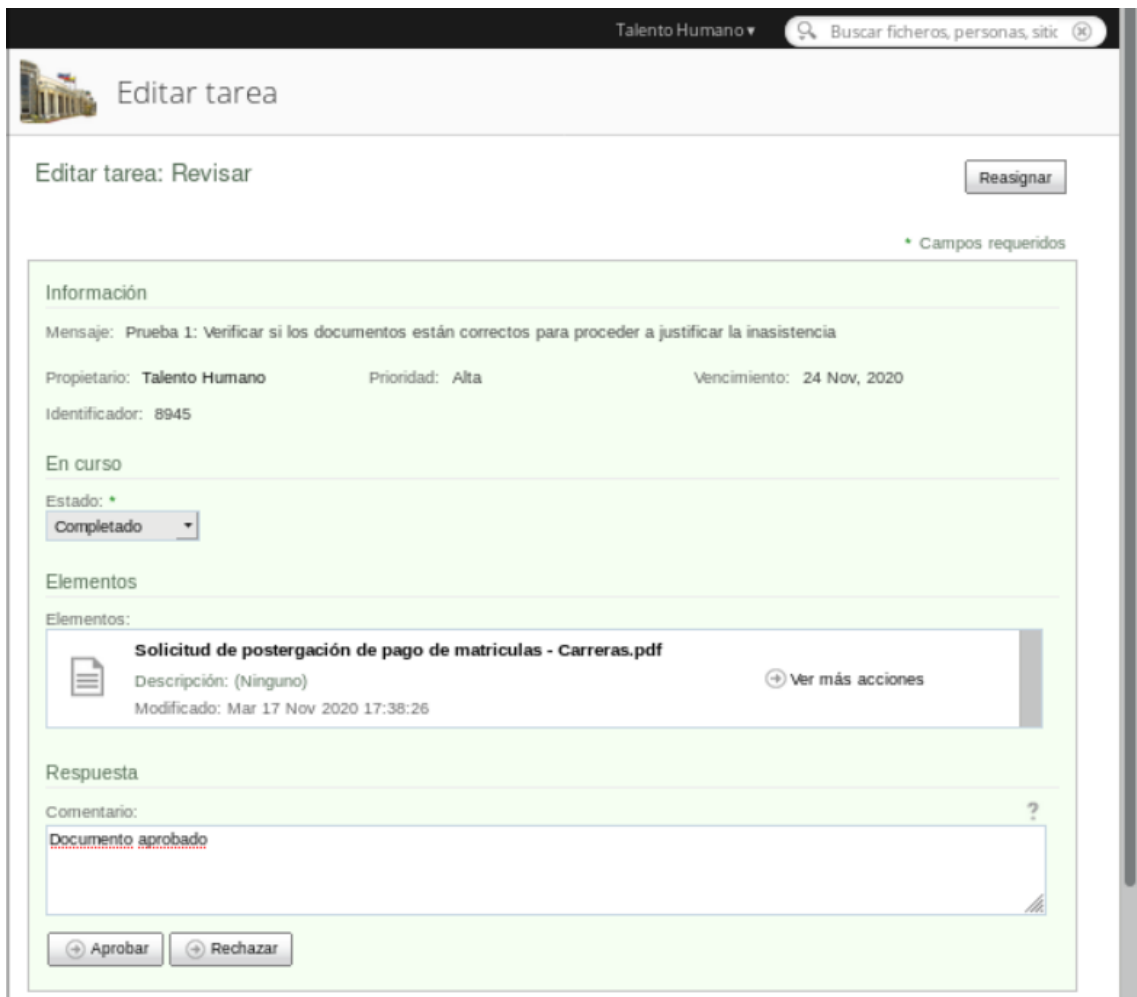 Talento Humano ▾
Buscar ficheros, personas, sitic
Editar tarea
Editar tarea: Revisar
Reasignar
* Campos requeridos
Información
Mensaje: Prueba 1: Verificar si los documentos están correctos para proceder a justificar la inasistencia
Propietario: Talento Humano Prioridad: Alta Vencimiento: 24 Nov, 2020
Identificador: 8945
En curso
Estado: *
Completado
Elementos
Elementos:
Solicitud de postergación de pago de matriculas - Carreras.pdf
Descripción: (Ninguno)
Ver más acciones
Modificado: Mar 17 Nov 2020 17:38:26
Respuesta
Comentario: ?
Documento aprobado
Aprobar Rechazar